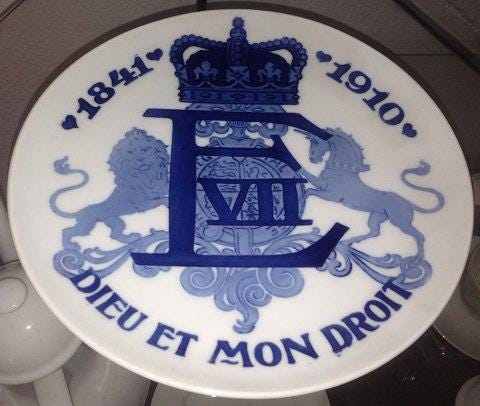 1841 1910
E
VII
DIEU ET MON DROIT